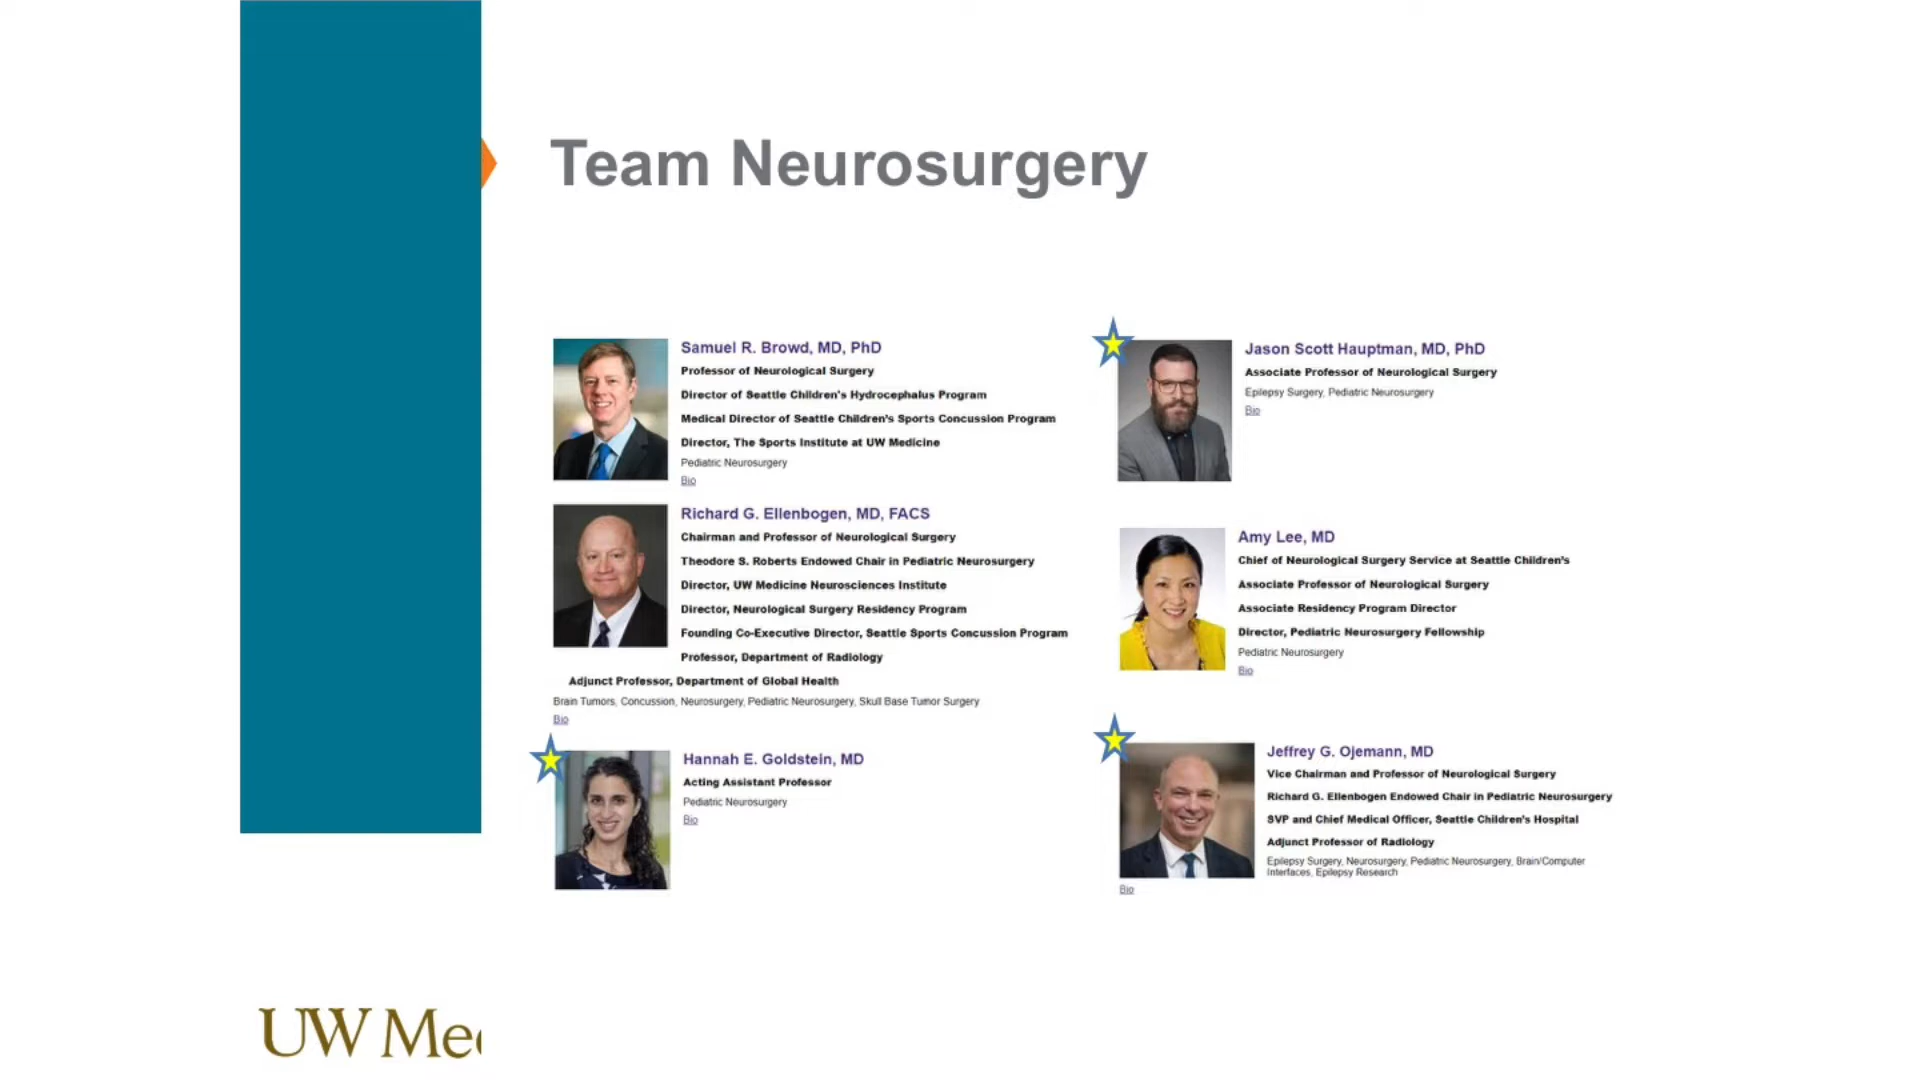 Team Neurosurgery
Samuel R. Browd, MD, PhD
Professor of Neurological Surgery
Director of Seattle Children's Hydrocephalus Program
Medical Director of Seattle Children's Sports Concussion Program
Director, The Sports Institute at UW Medicine
Pediatric Neurosurgery
Bio
Richard G. Ellenbogen, MD, FACS
Chairman and Professor of Neurological Surgery
Theodore S. Roberts Endowed Chair in Pediatric Neurosurgery
Director, UW Medicine Neurosciences Institute
Director, Neurological Surgery Residency Program
Founding Co-Executive Director, Seattle Sports Concussion Program
Professor, Department of Radiology
Adjunct Professor, Department of Global Health
Brain Tumors, Concussion, Neurosurgery, Pediatric Neurosurgery, Skull Base Tumor Surgery
Bio
Hannah E. Goldstein, MD
Acting Assistant Professor
Pediatric Neurosurgery
Bio
Jason Scott Hauptman, MD, PhD
Associate Professor of Neurological Surgery
Epilepsy Surgery, Pediatric Neurosurgery
Bio
Amy Lee, MD
Chief of Neurological Surgery Service at Seattle Children's
Associate Professor of Neurological Surgery
Associate Residency Program Director
Director, Pediatric Neurosurgery Fellowship
Pediatric Neurosurgery
Bio
Jeffrey G. Ojemann, MD
Vice Chairman and Professor of Neurological Surgery
Richard G. Ellenbogen Endowed Chair in Pediatric Neurosurgery
SVP and Chief Medical Officer, Seattle Children's Hospital
Adjunct Professor of Radiology
Epilepsy Surgery, Neurosurgery, Pediatric Neurosurgery, Brain/Computer
Interfaces, Epilepsy Research
Bio
UW Me